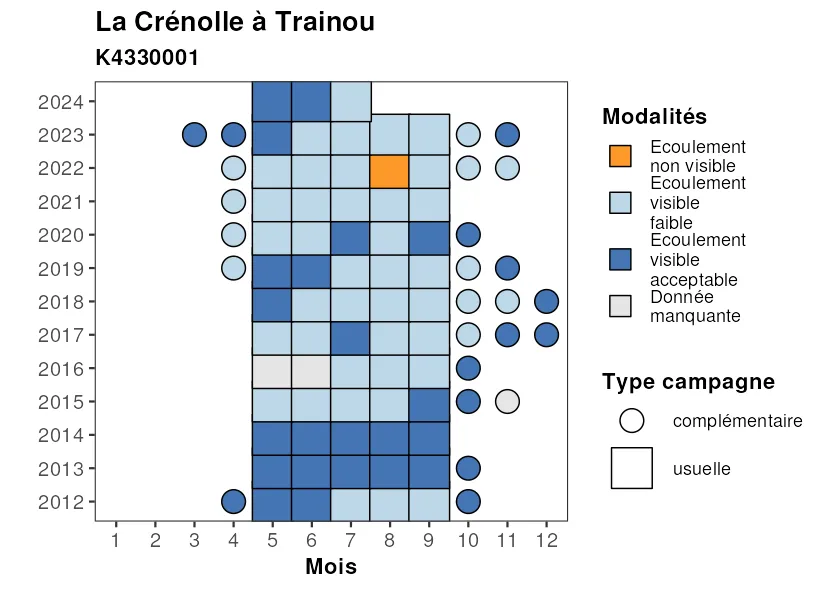 La Crénolle à Trainou
K4330001
2024
2023
2022
2021
2020
2019
2018
2017
2016
2015
2014
2013
2012
1 2 3 4 5 6 7 8 9 10 11 12
Mois
Modalités
Ecoulement
non visible
Ecoulement
visible
faible
Ecoulement
visible
acceptable
Donnée
manquante
Type campagne
complémentaire
usuelle